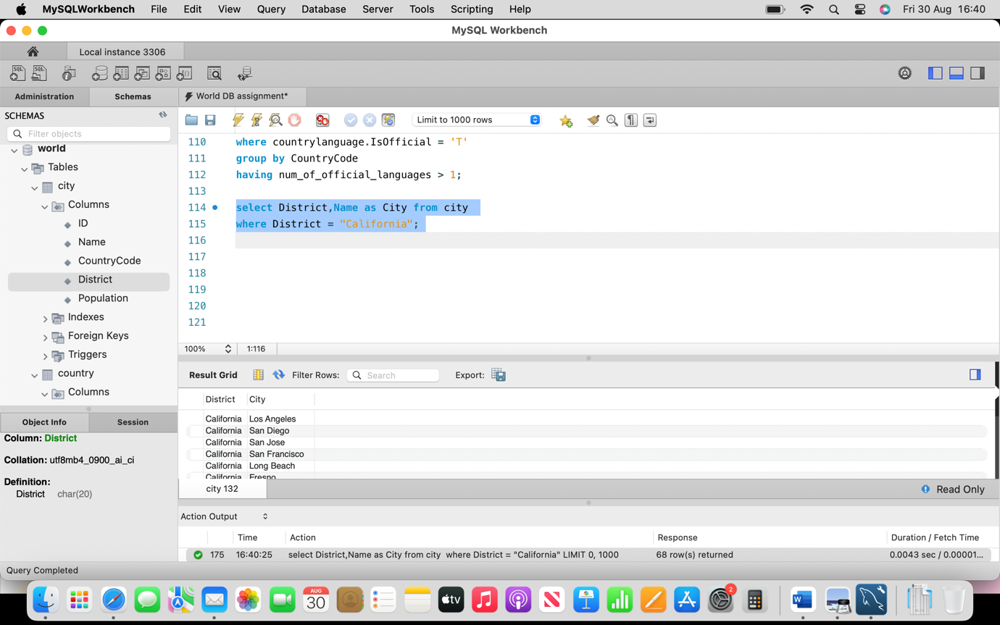 MySQLWorkbench File Edit View Query Database Server Tools Scripting Help Fri 30 Aug 16:40
MySQL Workbench
Local instance 3306
SQL SQL
Administration Schemas World DB assignment*
SCHEMAS
Limit to 1000 rows
Filter objects
world
Tables
city
Columns
ID
Name
CountryCode
District
Population
Indexes
Foreign Keys
Triggers
country
Columns
110 where countrylanguage.IsOfficial = 'T'
111 group by CountryCode
112 having num_of_official_languages > 1;
113
114 select District,Name as City from city
115 where District = "California";
116
117
118
119
120
121
100% 1:116
Result Grid Filter Rows: Search Export:
District City
California Los Angeles
California San Diego
California San Jose
California San Francisco
California Long Beach
California Fresno
city 132 Read Only
Object Info Session
Column: District
Collation: utf8mb4_0900_ai_ci
Definition:
District char(20)
Action Output
Time Action Response Duration / Fetch Time
175 16:40:25 select District,Name as City from city where District = "California" LIMIT 0, 1000 68 row(s) returned 0.0043 sec / 0.00001...
Query Completed
AUG
30
tv
2
W